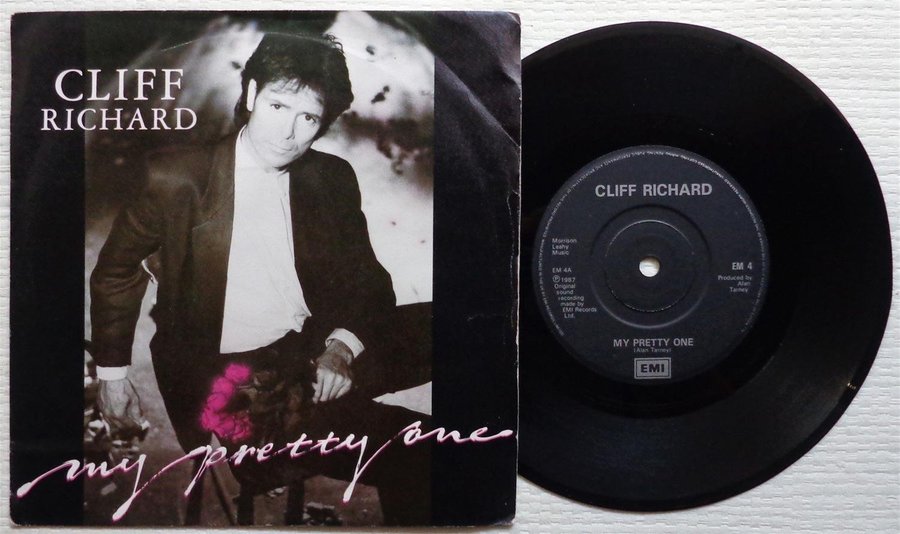 CLIFF
RICHARD
my pretty one
CLIFF RICHARD
Morrison
Leahy
Music
EM 4A
Ⓟ1987
Original
sound
recording
made by
EMI Records
Ltd.
EM 4
Produced by
Alan
Tarney
MY PRETTY ONE
(Alan Tarney)
EMI